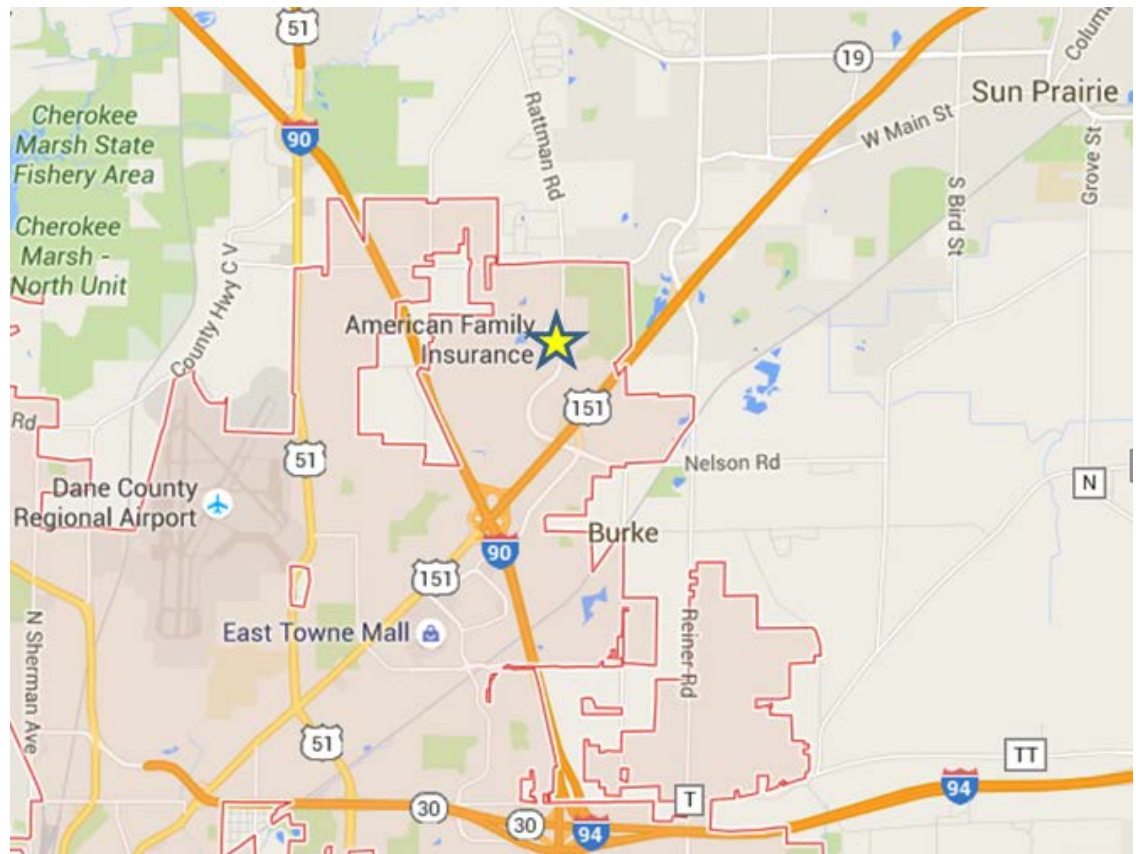 51
19
Columb
Sun Prairie
Cherokee
Marsh State
Fishery Area
90
Rattman Rd
W Main St
Grove St
S Bird St
Cherokee
Marsh -
North Unit
County Hwy C V
American Family
Insurance
151
Rd
51
Nelson Rd
N
Dane County
Regional Airport
Burke
90
151
East Towne Mall
N Sherman Ave
Reiner Rd
51
TT
T
94
30
30
94